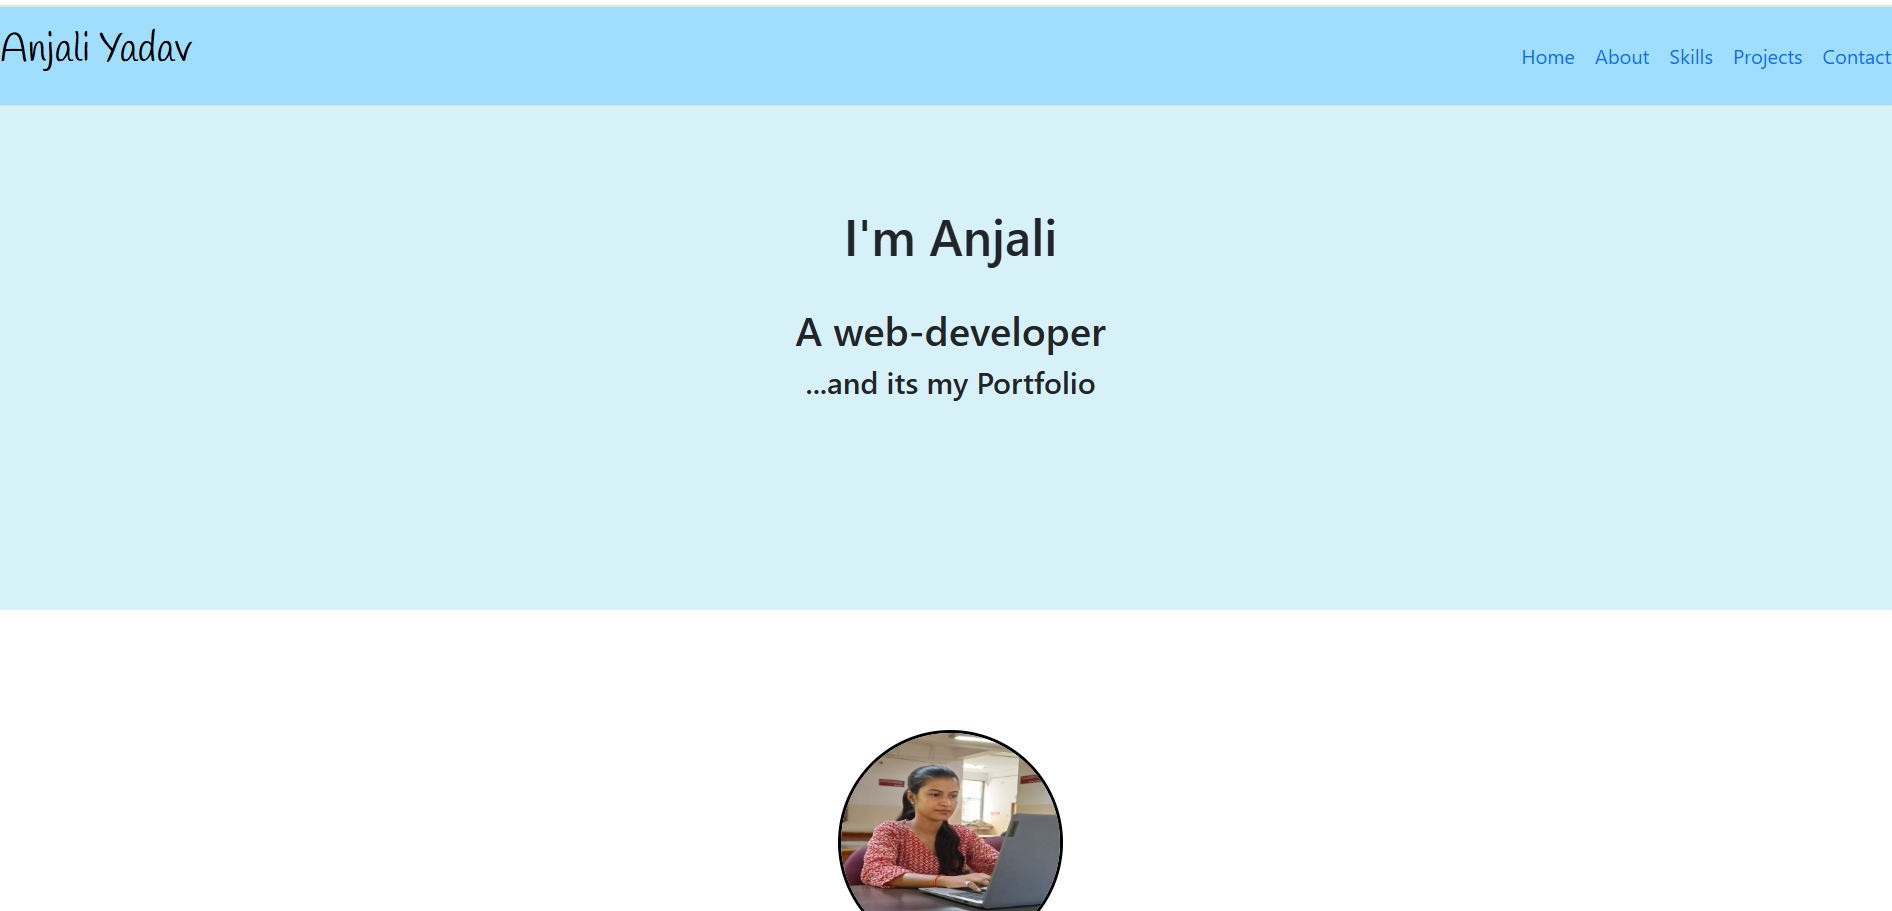 Anjali Yadav
Home About Skills Projects Contact
I'm Anjali
A web-developer
...and its my Portfolio